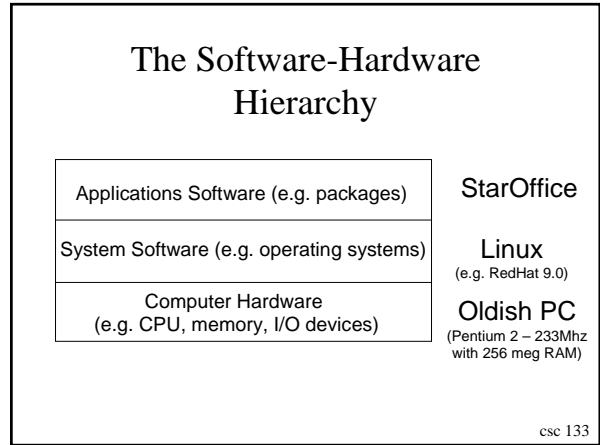 The Software-Hardware
Hierarchy
Applications Software (e.g. packages)
StarOffice
System Software (e.g. operating systems)
Linux
(e.g. RedHat 9.0)
Computer Hardware
(e.g. CPU, memory, I/O devices)
Oldish PC
(Pentium 2 – 233Mhz
with 256 meg RAM)
csc 133